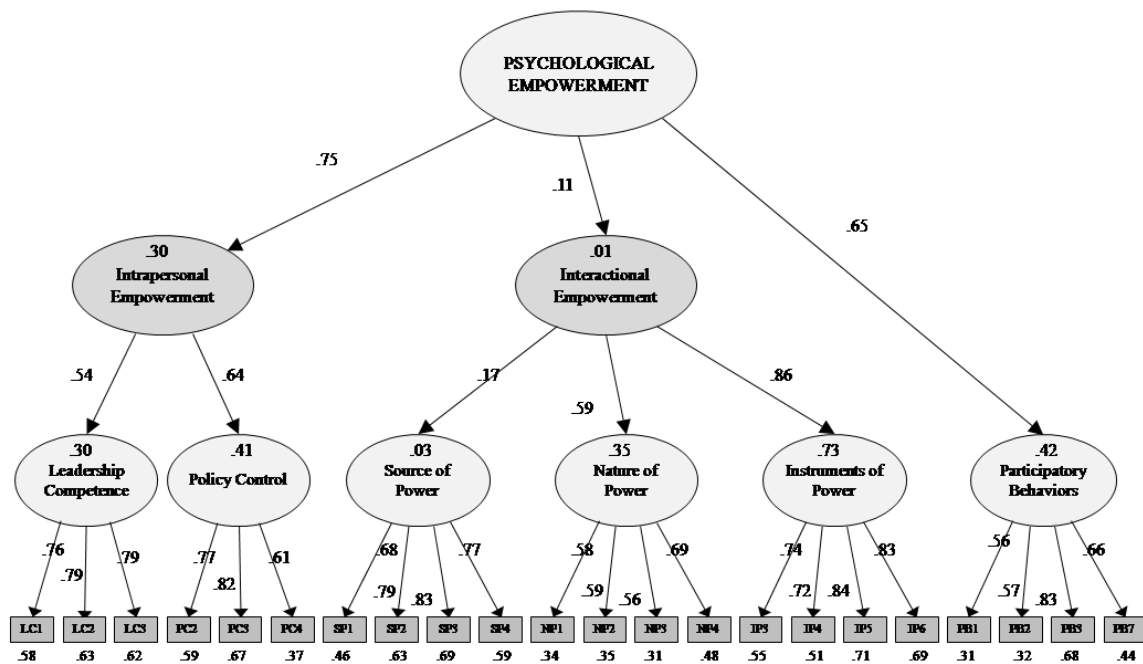 PSYCHOLOGICAL
EMPOWERMENT
.75
.11
.65
.30
Intrapersonal
Empowerment
.01
Interactional
Empowerment
.54
.64
.17
.59
.86
.30
Leadership
Competence
.41
Policy Control
.03
Source of
Power
.35
Nature of
Power
.73
Instruments of
Power
.42
Participatory
Behaviors
.76 .79 .79 .77 .82 .61 .68 .79 .83 .77 .58 .59 .56 .69 .74 .72 .84 .83 .56 .57 .83 .66
LC1 LC2 LC3 PC2 PC3 PC4 SP1 SP2 SP3 SP4 NP1 NP2 NP3 NP4 IP3 IP4 IP5 IP6 PB1 PB2 PB3 PB7
.58 .63 .62 .59 .67 .37 .46 .63 .69 .59 .34 .35 .31 .48 .55 .51 .71 .69 .31 .32 .68 .44